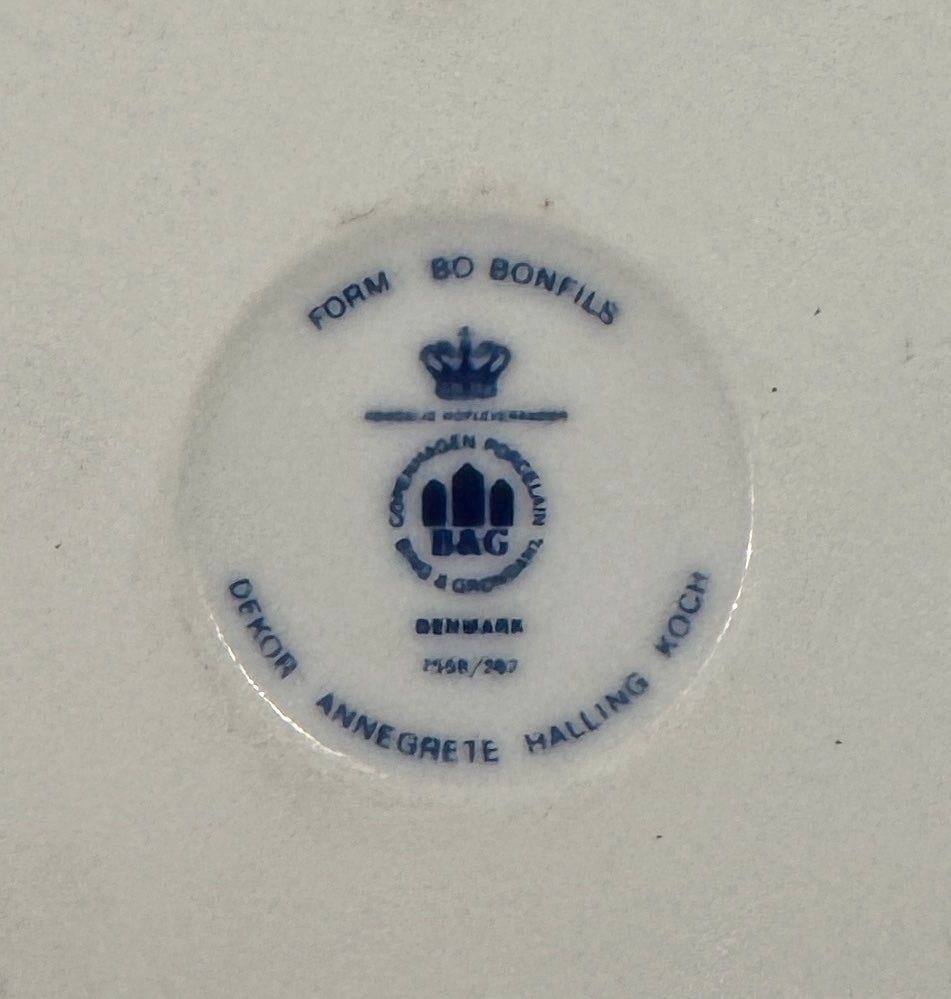 FORM BO BONFILS
COPENHAGEN PORCELAIN
B&G
BING & GRØNDAHL
DENMARK
DEKOR ANNEGRETE HALLING KOCH